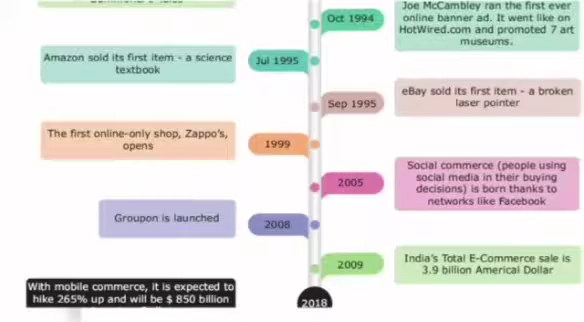 Oct 1994
Joe McCambley ran the first ever
online banner ad. It went like on
HotWired.com and promoted 7 art
museums.
Amazon sold its first item - a science
textbook
Jul 1995
Sep 1995
eBay sold its first item - a broken
laser pointer
The first online-only shop, Zappo's,
opens
1999
2005
Social commerce (people using
social media in their buying
decisions) is born thanks to
networks like Facebook
Groupon is launched
2008
2009
India's Total E-Commerce sale is
3.9 billion Americal Dollar
With mobile commerce, it is expected to
hike 265% up and will be $ 850 billion
2018